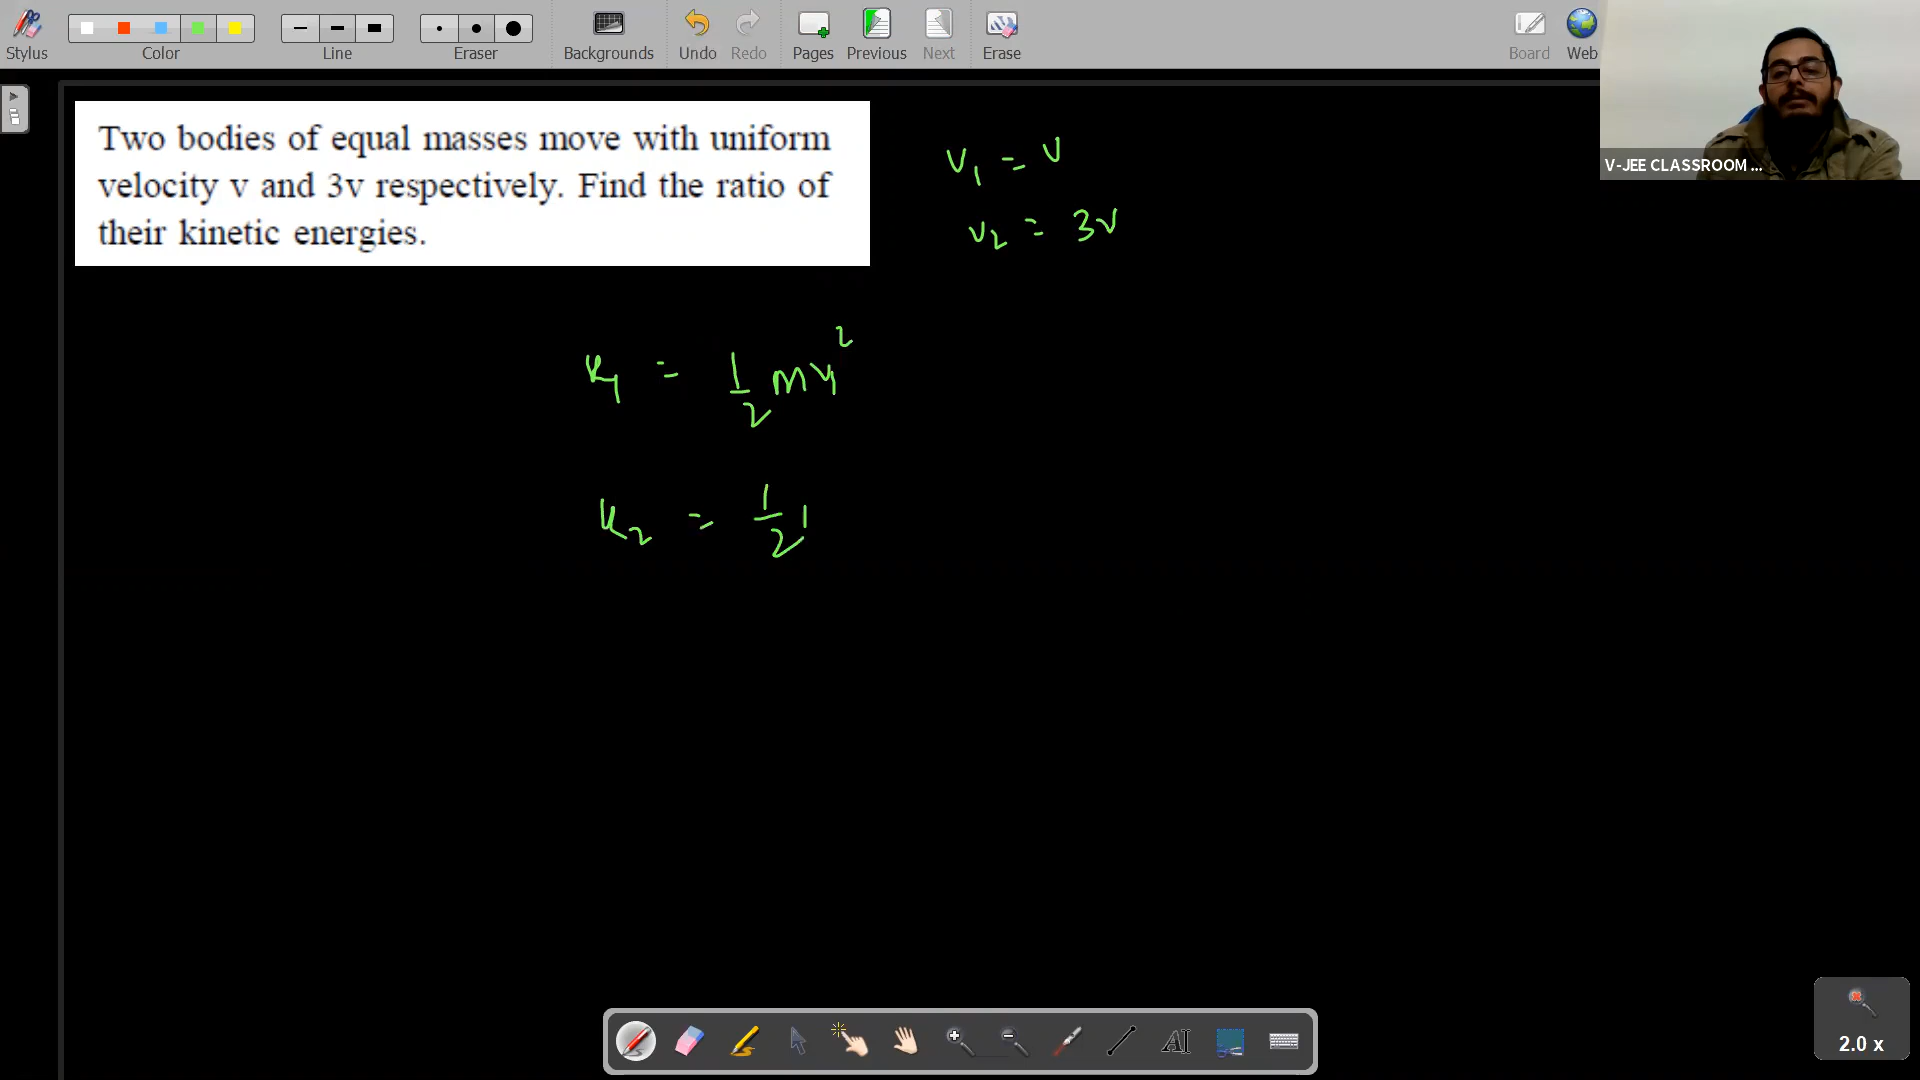 Stylus
Color
Line
Eraser
Backgrounds
Undo
Redo
Pages
Previous
Next
Erase
Board
Web
Two bodies of equal masses move with uniform
velocity v and 3v respectively. Find the ratio of
their kinetic energies.
v₁ = v
v₂ = 3v
K₁ = 1/2 mv₁²
K₂ = 1/2
V-JEE CLASSROOM ...
AI
2.0 x